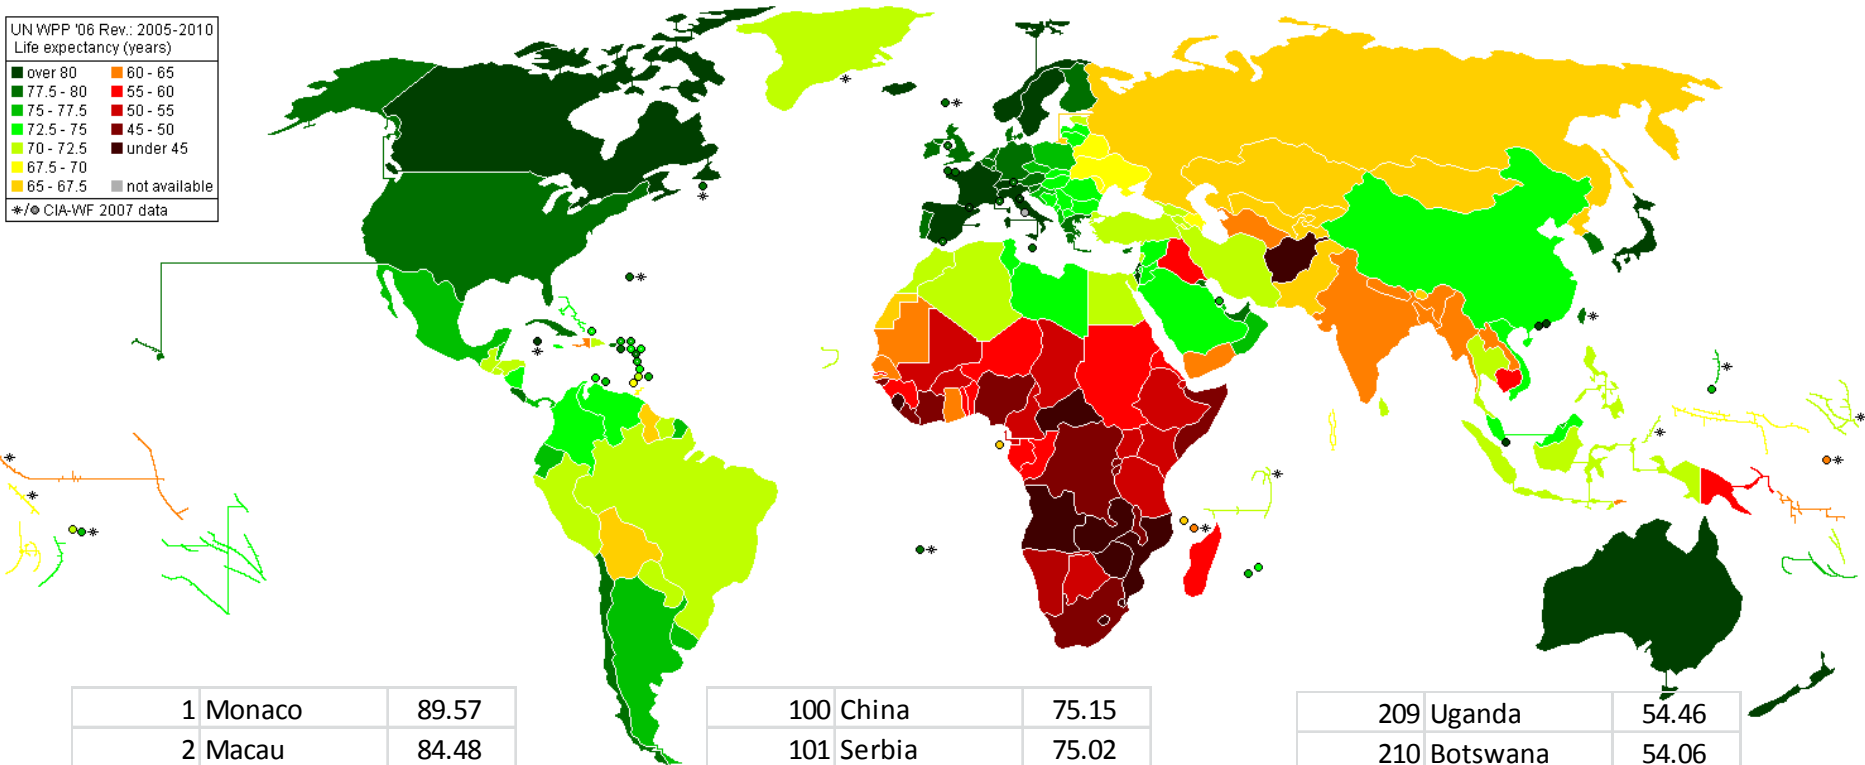 UN WPP '06 Rev.: 2005-2010
Life expectancy (years)
over 80 60 - 65
77.5 - 80 55 - 60
75 - 77.5 50 - 55
72.5 - 75 45 - 50
70 - 72.5 under 45
67.5 - 70
65 - 67.5 not available
*/ CIA-WF 2007 data
1 Monaco 89.57
2 Macau 84.48
100 China 75.15
101 Serbia 75.02
209 Uganda 54.46
210 Botswana 54.06